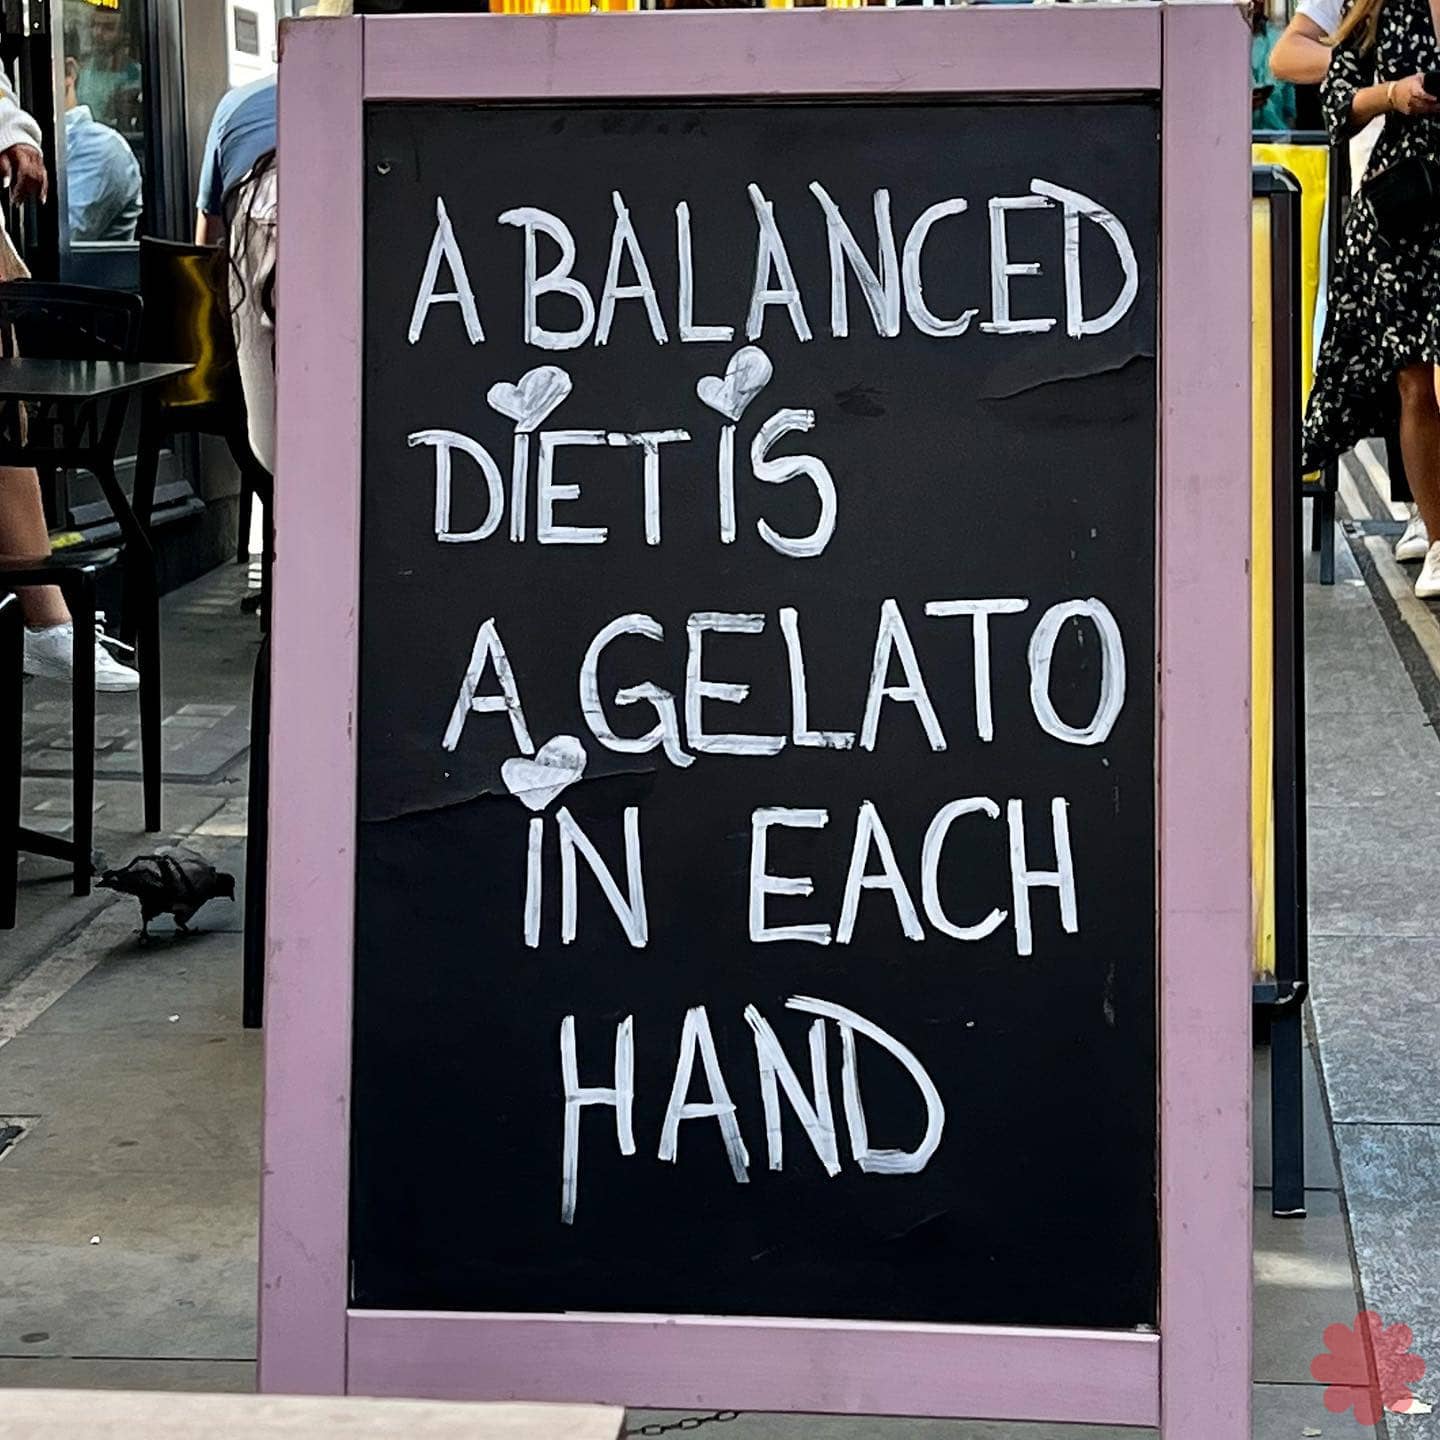 A BALANCED
DIET IS
A GELATO
IN EACH
HAND